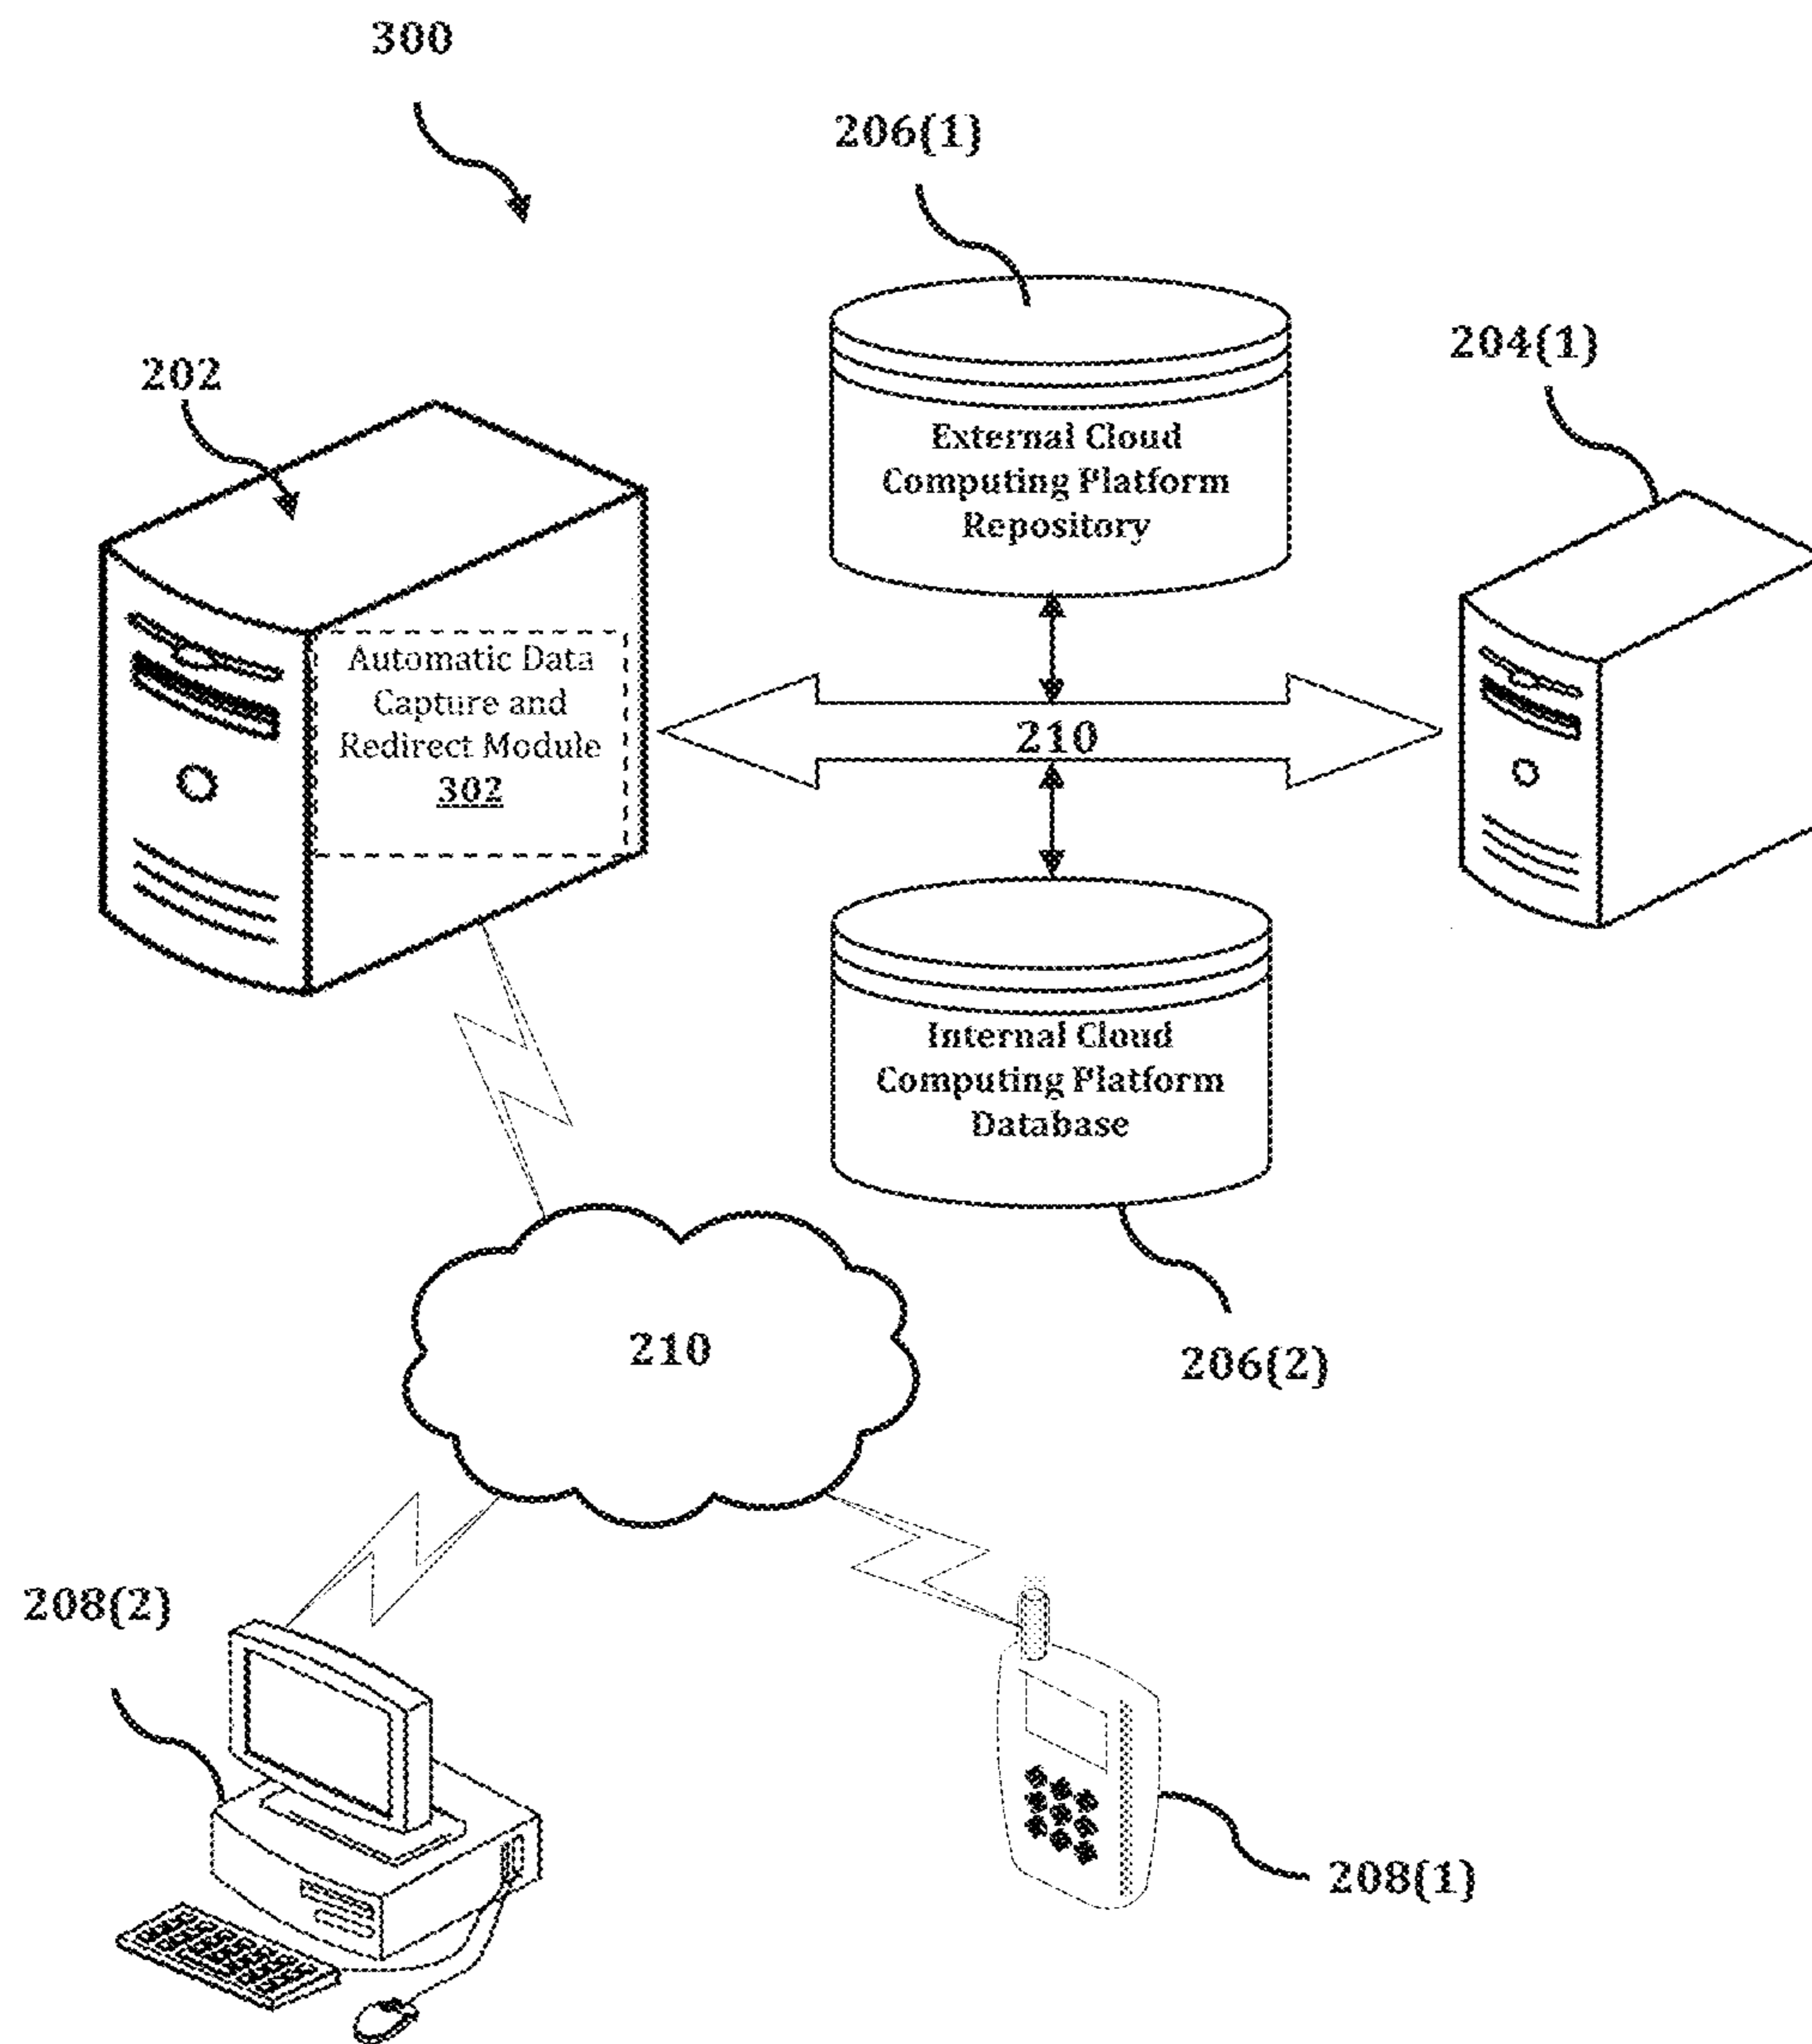 300
206(1)
204(1)
202
External Cloud
Computing Platform
Repository
Automatic Data
Capture and
Redirect Module
302
210
Internal Cloud
Computing Platform
Database
210
206(2)
208(2)
208(1)